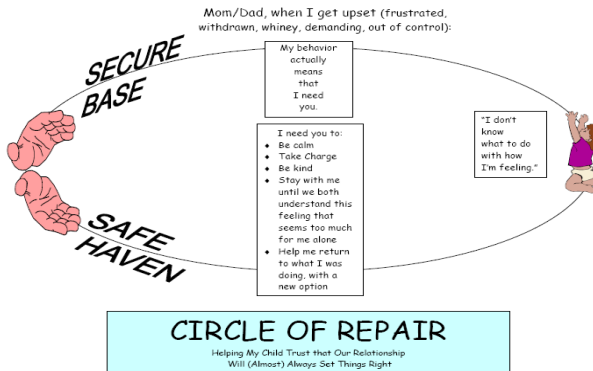 Mom/Dad, when I get upset (frustrated,
withdrawn, whiney, demanding, out of control):
SECURE
BASE
My behavior
actually
means
that
I need
you.
"I don't
know
what to do
with how
I'm feeling."
I need you to:
◆ Be calm
◆ Take Charge
◆ Be kind
◆ Stay with me
until we both
understand this
feeling that
seems too much
for me alone
◆ Help me return
to what I was
doing, with a
new option
SAFE
HAVEN
CIRCLE OF REPAIR
Helping My Child Trust that Our Relationship
Will (Almost) Always Set Things Right